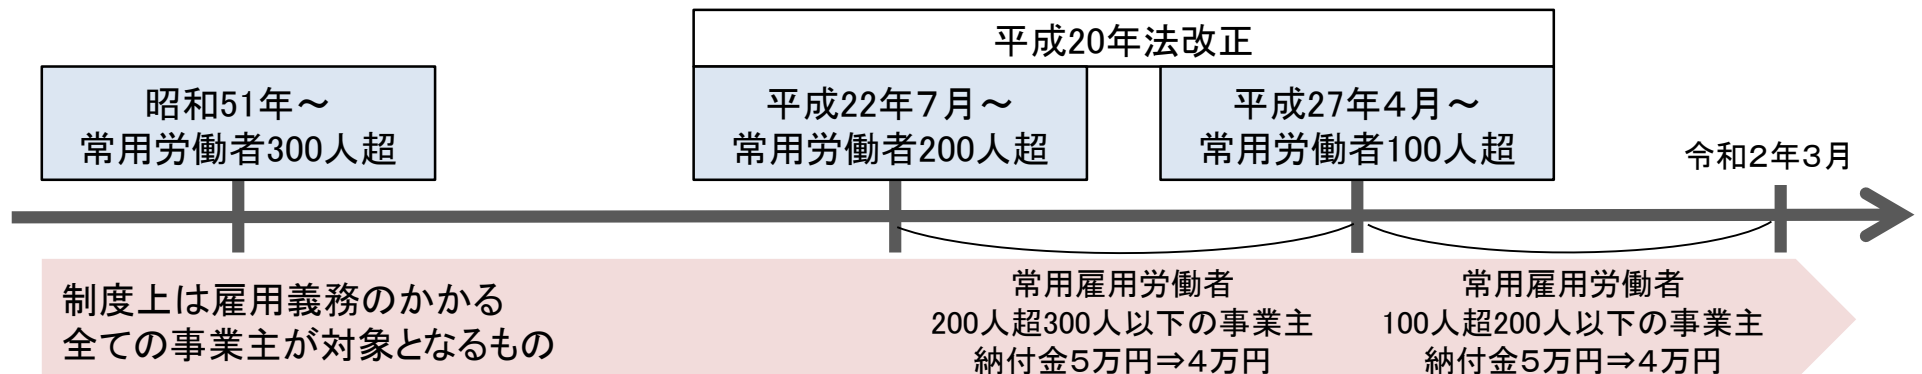 平成20年法改正
昭和51年~
常用労働者300人超
平成22年7月~
常用労働者200人超
平成27年4月~
常用労働者100人超
令和2年3月
制度上は雇用義務のかかる
全ての事業主が対象となるもの
常用雇用労働者
200人超300人以下の事業主
納付金5万円⇒4万円
常用雇用労働者
100人超200人以下の事業主
納付金5万円⇒4万円